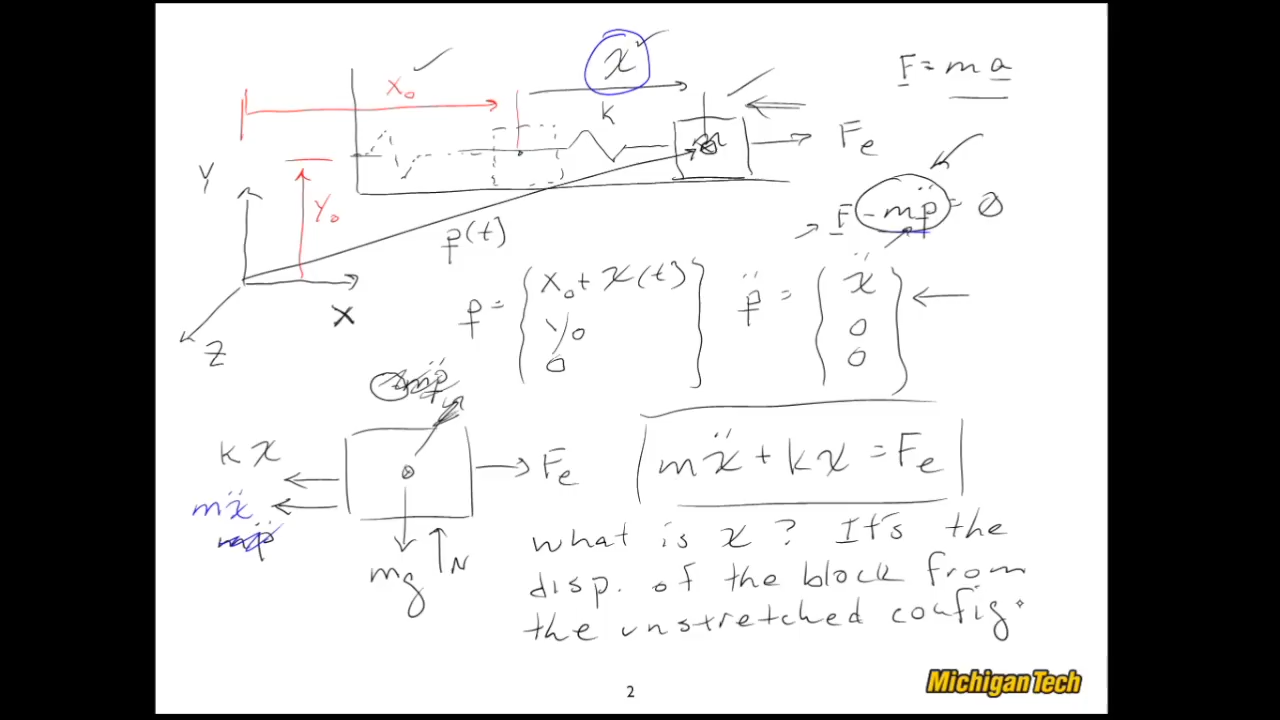 x
F = m a
x₀
k
Fₑ
Y
y₀
F - mp̈ = 0
p(t)
X
Z
p = { x₀ + x(t)
y₀
0 }
p̈ = { ẍ
0
0 }
kx
mẍ
Fₑ
mg
N
mẍ + kx = Fₑ
what is x ? It's the
disp. of the block from
the unstretched config.
2
Michigan Tech